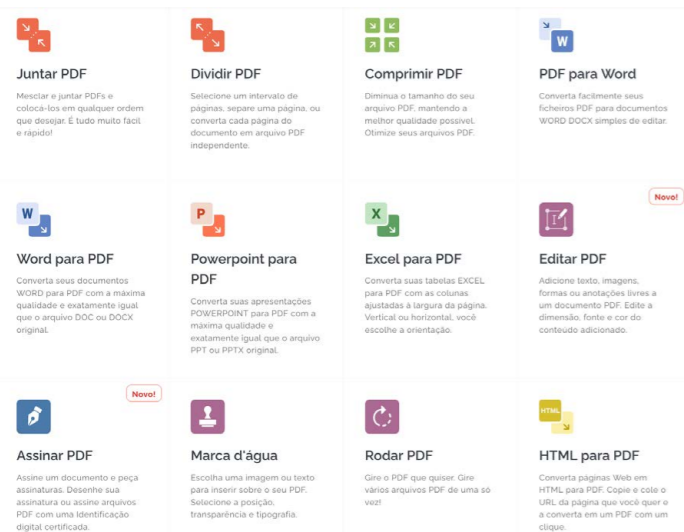 Juntar PDF
Mesclar e juntar PDFs e
colocá-los em qualquer ordem
que desejar. É tudo muito fácil
e rápido!
Dividir PDF
Selecione um intervalo de
páginas, separe uma página, ou
converta cada página do
documento em arquivo PDF
independente.
Comprimir PDF
Diminua o tamanho do seu
arquivo PDF, mantendo a
melhor qualidade possível.
Otimize seus arquivos PDF.
W
PDF para Word
Converta facilmente seus
ficheiros PDF para documentos
WORD DOCX simples de editar.
W
Word para PDF
Converta seus documentos
WORD para PDF com a máxima
qualidade e exatamente igual
que o arquivo DOC ou DOCX
original.
P
Powerpoint para
PDF
Converta suas apresentações
POWERPOINT para PDF com a
máxima qualidade e
exatamente igual que o arquivo
PPT ou PPTX original.
X
Excel para PDF
Converta suas tabelas EXCEL
para PDF com as colunas
ajustadas à largura da página.
Vertical ou horizontal, você
escolhe a orientação.
Novo!
Editar PDF
Adicione texto, imagens,
formas ou anotações livres a
um documento PDF. Edite a
dimensão, fonte e cor do
conteúdo adicionado.
Novo!
Assinar PDF
Assine um documento e peça
assinaturas. Desenhe sua
assinatura ou assine arquivos
PDF com uma Identificação
digital certificada.
Marca d'água
Escolha uma imagem ou texto
para inserir sobre o seu PDF.
Selecione a posição,
transparência e tipografia.
Rodar PDF
Gire o PDF que quiser. Gire
vários arquivos PDF de uma só
vez!
HTML
HTML para PDF
Converta páginas Web em
HTML para PDF. Copie e cole o
URL da página que você quer e
a converta em um PDF com um
clique.